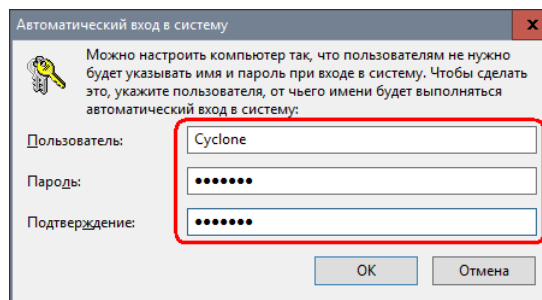 Автоматический вход в систему
Можно настроить компьютер так, что пользователям не нужно
будет указывать имя и пароль при входе в систему. Чтобы сделать
это, укажите пользователя, от чьего имени будет выполняться
автоматический вход в систему:
Пользователь: Cyclone
Пароль: ●●●●●●●
Подтверждение: ●●●●●●●
OK Отмена